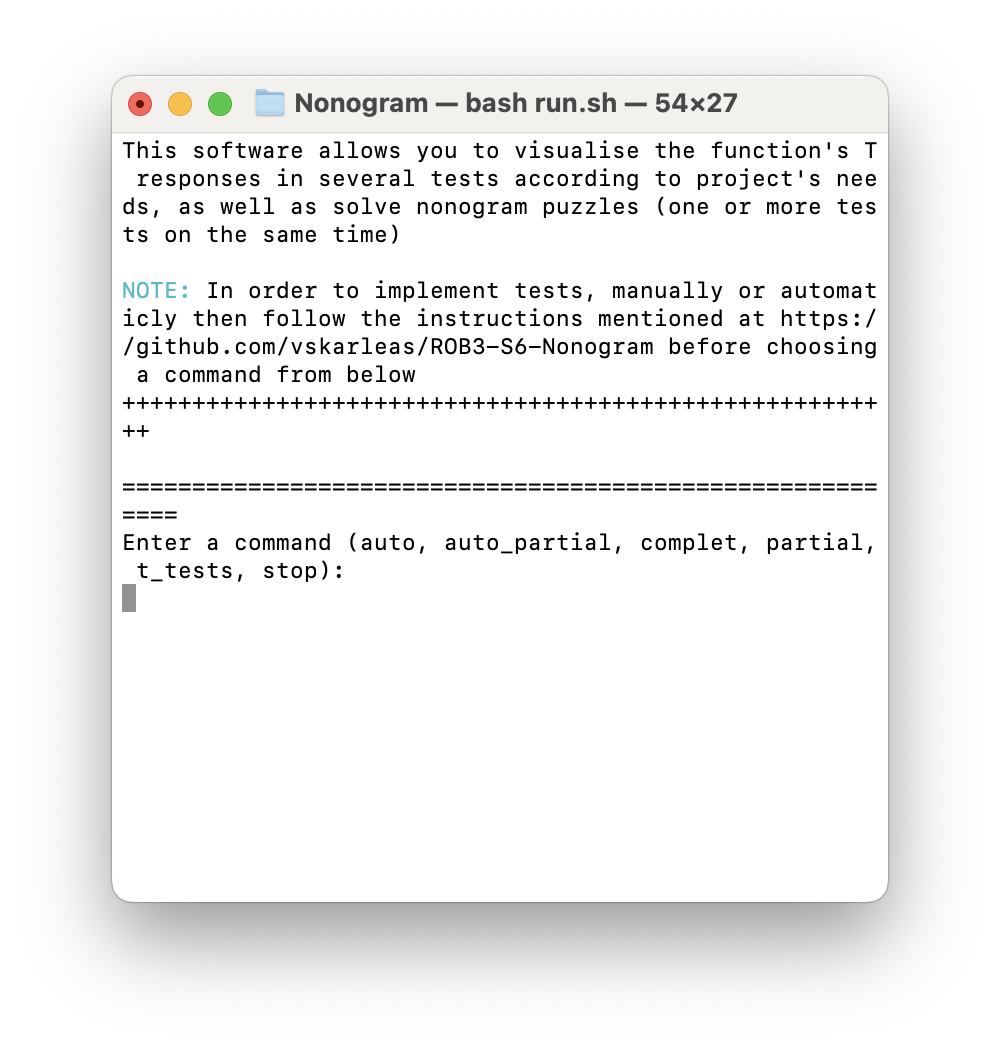 Nonogram — bash run.sh — 54×27
This software allows you to visualise the function's T
 responses in several tests according to project's nee
ds, as well as solve nonogram puzzles (one or more tes
ts on the same time)
NOTE: In order to implement tests, manually or automat
icly then follow the instructions mentioned at https:/
/github.com/vskarleas/ROB3-S6-Nonogram before choosing
 a command from below
++++++++++++++++++++++++++++++++++++++++++++++++++++++
++
======================================================
====
Enter a command (auto, auto_partial, complet, partial,
 t_tests, stop):